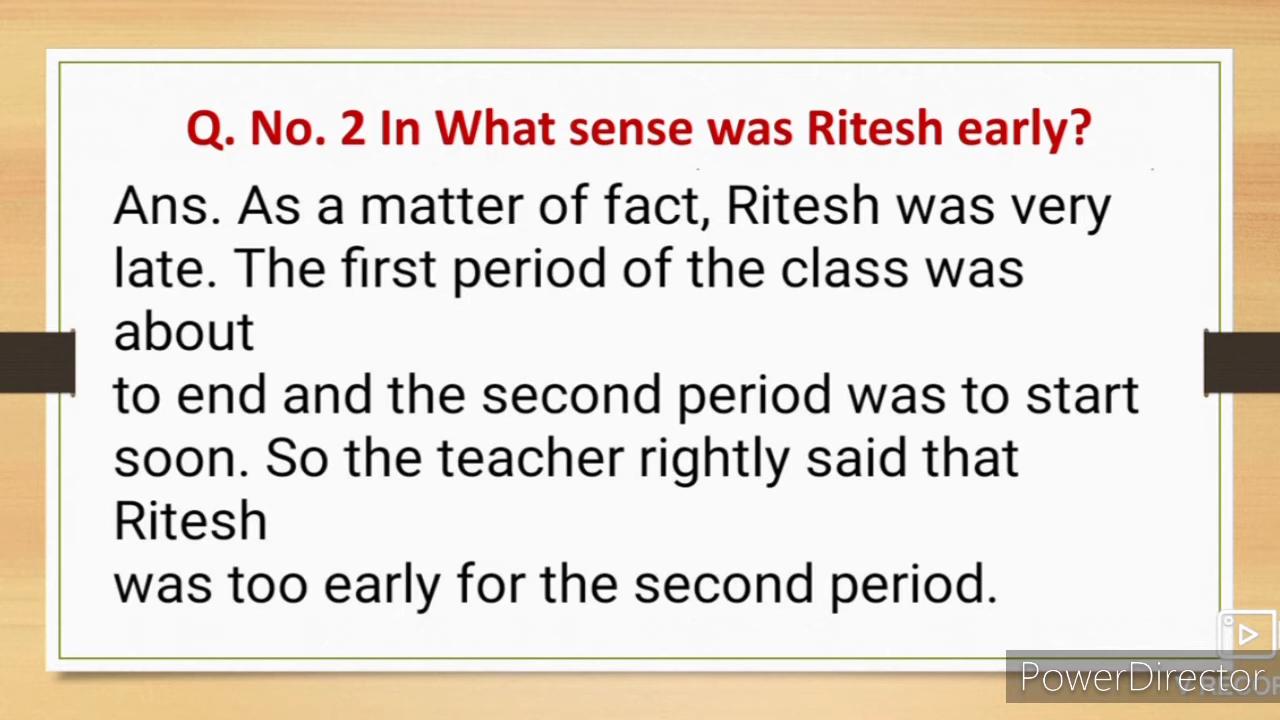 Q. No. 2 In What sense was Ritesh early?
Ans. As a matter of fact, Ritesh was very
late. The first period of the class was
about
to end and the second period was to start
soon. So the teacher rightly said that
Ritesh
was too early for the second period.
PowerDirector